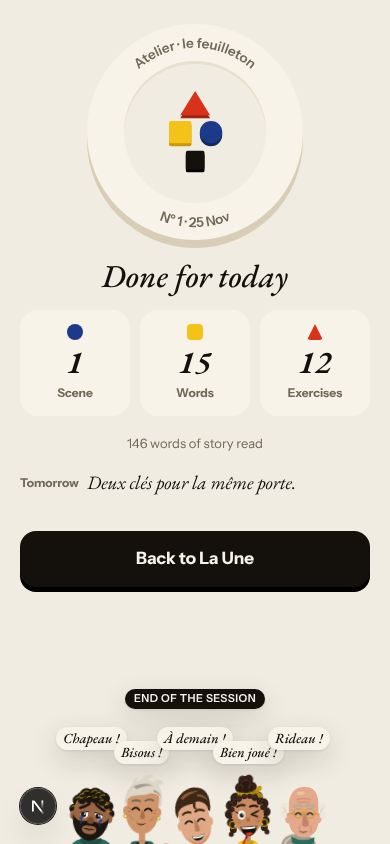 Atelier · le feuilleton
N° 1 · 25 Nov
Done for today
1
Scene
15
Words
12
Exercises
146 words of story read
Tomorrow Deux clés pour la même porte.
Back to La Une
END OF THE SESSION
Chapeau !
À demain !
Rideau !
Bisous !
Bien joué !
N